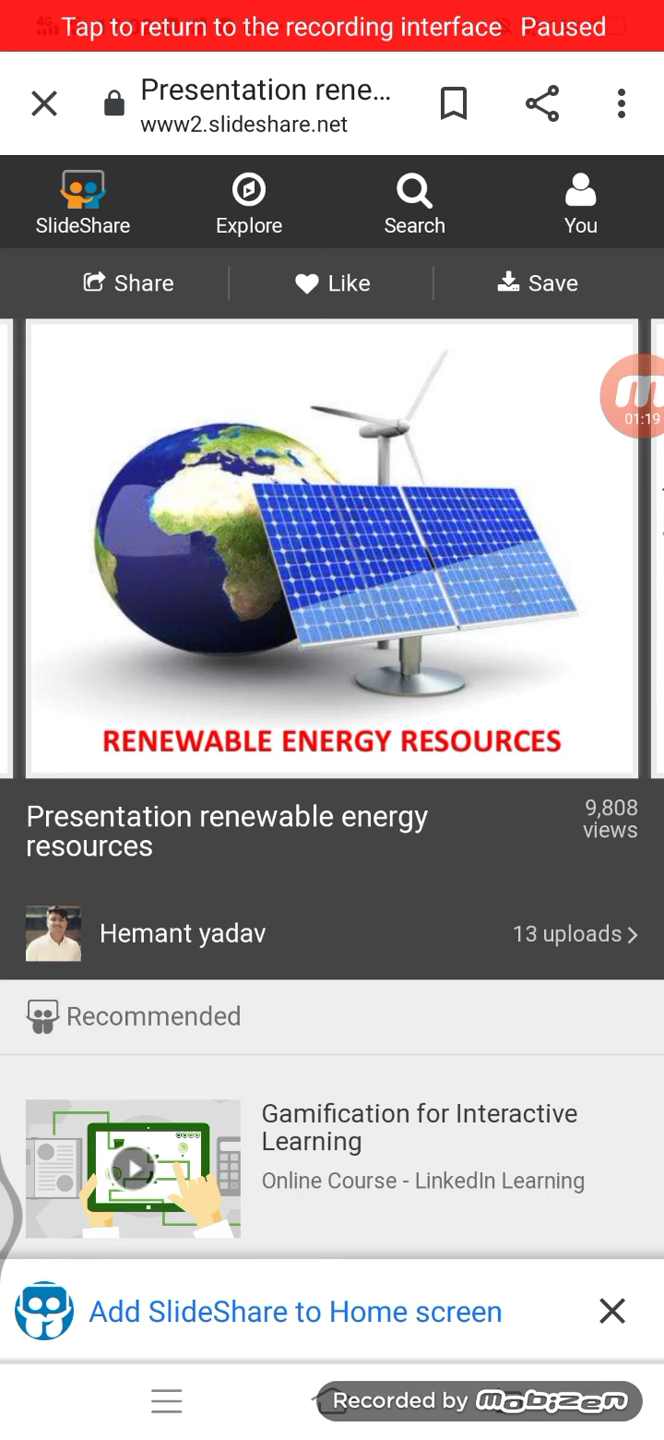 Tap to return to the recording interface Paused
Presentation rene...
www2.slideshare.net
SlideShare
Explore
Search
You
Share
Like
Save
01:19
RENEWABLE ENERGY RESOURCES
Presentation renewable energy
resources
9,808
views
Hemant yadav
13 uploads
Recommended
Gamification for Interactive
Learning
Online Course - LinkedIn Learning
Add SlideShare to Home screen
Recorded by mobizen